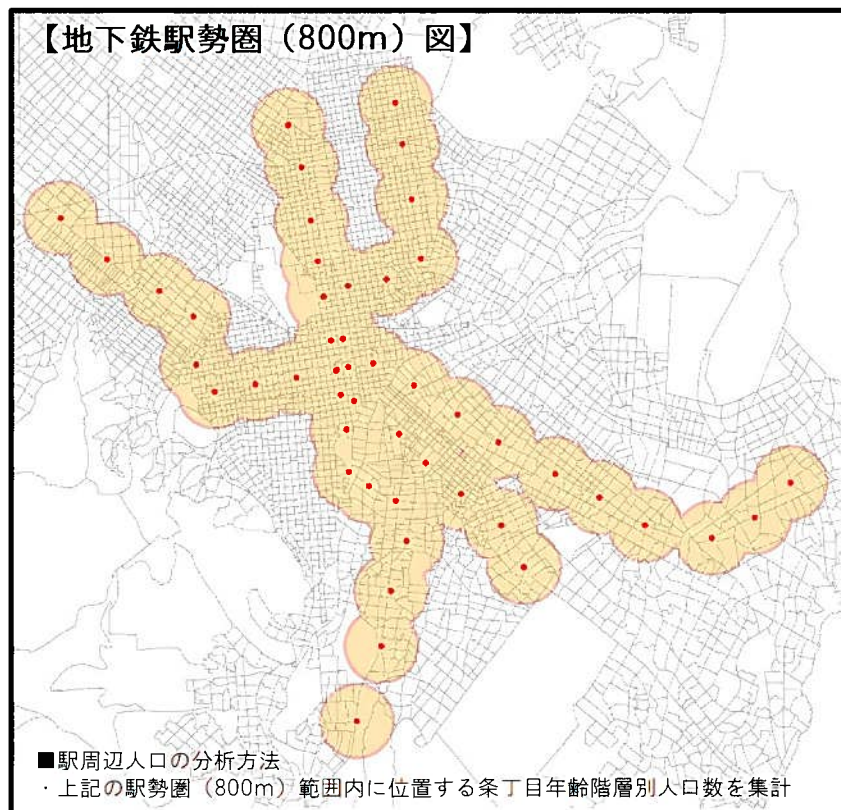 【地下鉄駅勢圏（800m）図】
■駅周辺人口の分析方法
・上記の駅勢圏（800m）範囲内に位置する条丁目年齢階層別人口数を集計